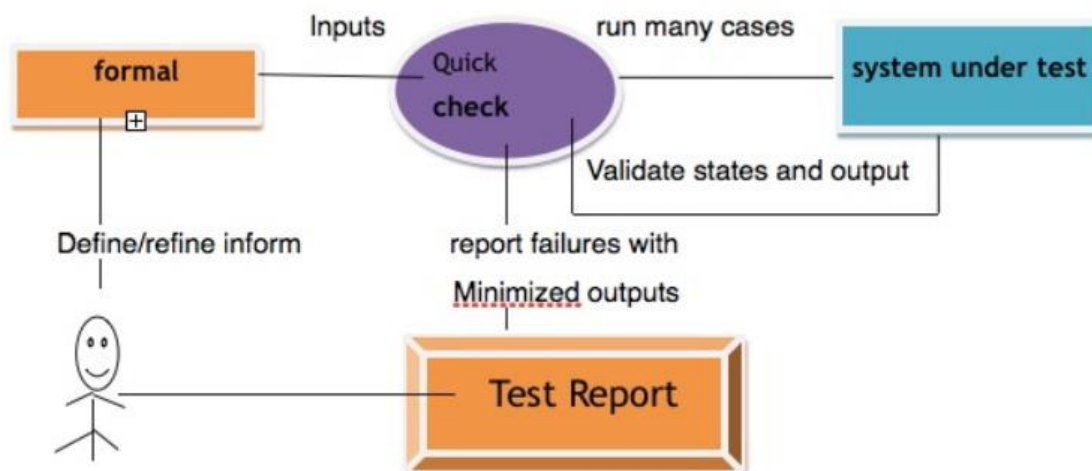 Inputs
run many cases
formal
Quick
check
system under test
Validate states and output
Define/refine inform
report failures with
Minimized outputs
Test Report